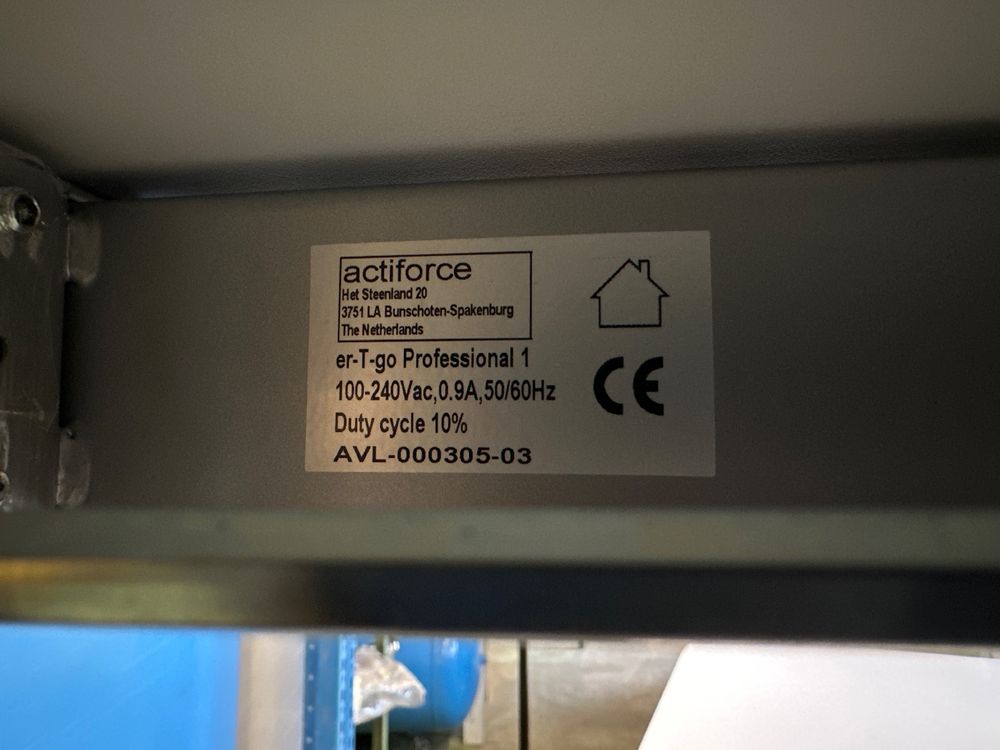 actiforce
Het Steenland 20
3751 LA Bunschoten-Spakenburg
The Netherlands
er-T-go Professional 1
100-240Vac,0.9A,50/60Hz
Duty cycle 10%
AVL-000305-03
CE